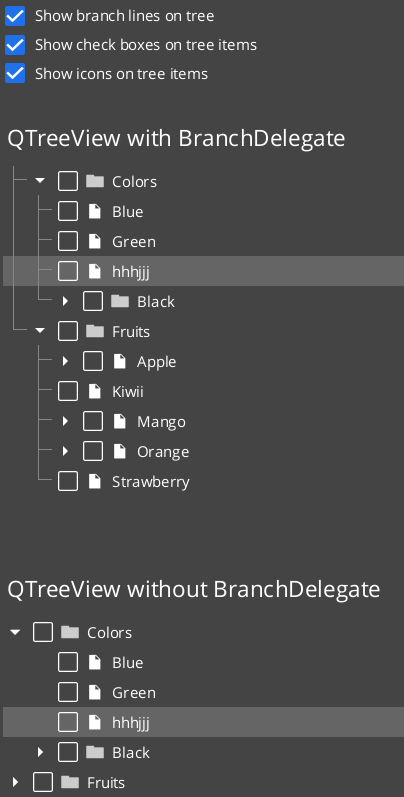 Show branch lines on tree
Show check boxes on tree items
Show icons on tree items
QTreeView with BranchDelegate
Colors
Blue
Green
hhhjjj
Black
Fruits
Apple
Kiwii
Mango
Orange
Strawberry
QTreeView without BranchDelegate
Colors
Blue
Green
hhhjjj
Black
Fruits